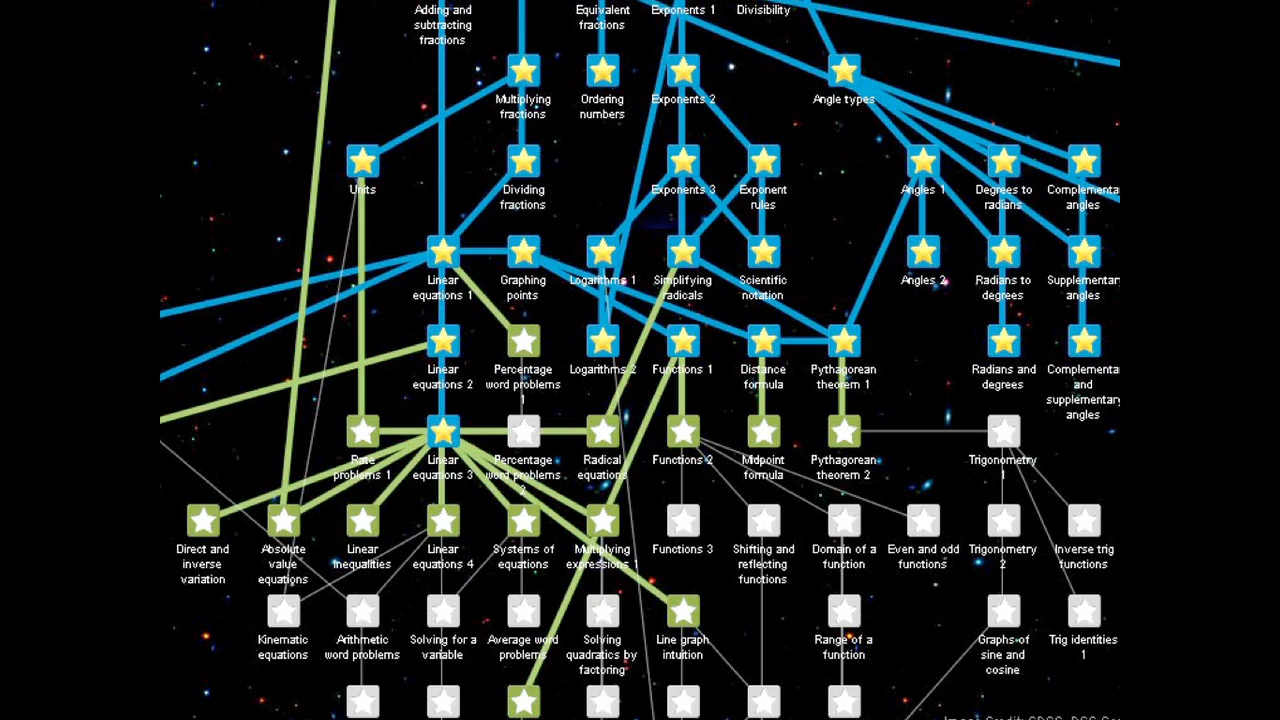 Adding and
subtracting
fractions
Equivalent
fractions
Exponents 1
Divisibility
Multiplying
fractions
Ordering
numbers
Exponents 2
Angle types
Units
Dividing
fractions
Exponents 3
Exponent
rules
Angles 1
Degrees to
radians
Complementa
angles
Linear
equations 1
Graphing
points
Logarithms 1
Simplifying
radicals
Scientific
notation
Angles 2
Radians to
degrees
Supplementar
angles
Linear
equations 2
Percentage
word problems
1
Logarithms 2
Functions 1
Distance
formula
Pythagorean
theorem 1
Radians and
degrees
Complementa
and
supplementary
angles
Rate
problems 1
Linear
equations 3
Percentage
word problems
2
Radical
equations
Functions 2
Midpoint
formula
Pythagorean
theorem 2
Trigonometry
1
Direct and
inverse
variation
Absolute
value
equations
Linear
inequalities
Linear
equations 4
Systems of
equations
Multiplying
expressions 1
Functions 3
Shifting and
reflecting
functions
Domain of a
function
Even and odd
functions
Trigonometry
2
Inverse trig
functions
Kinematic
equations
Arithmetic
word problems
Solving for a
variable
Average word
problems
Solving
quadratics by
factoring
Line graph
intuition
Range of a
function
Graphs of
sine and
cosine
Trig identities
1